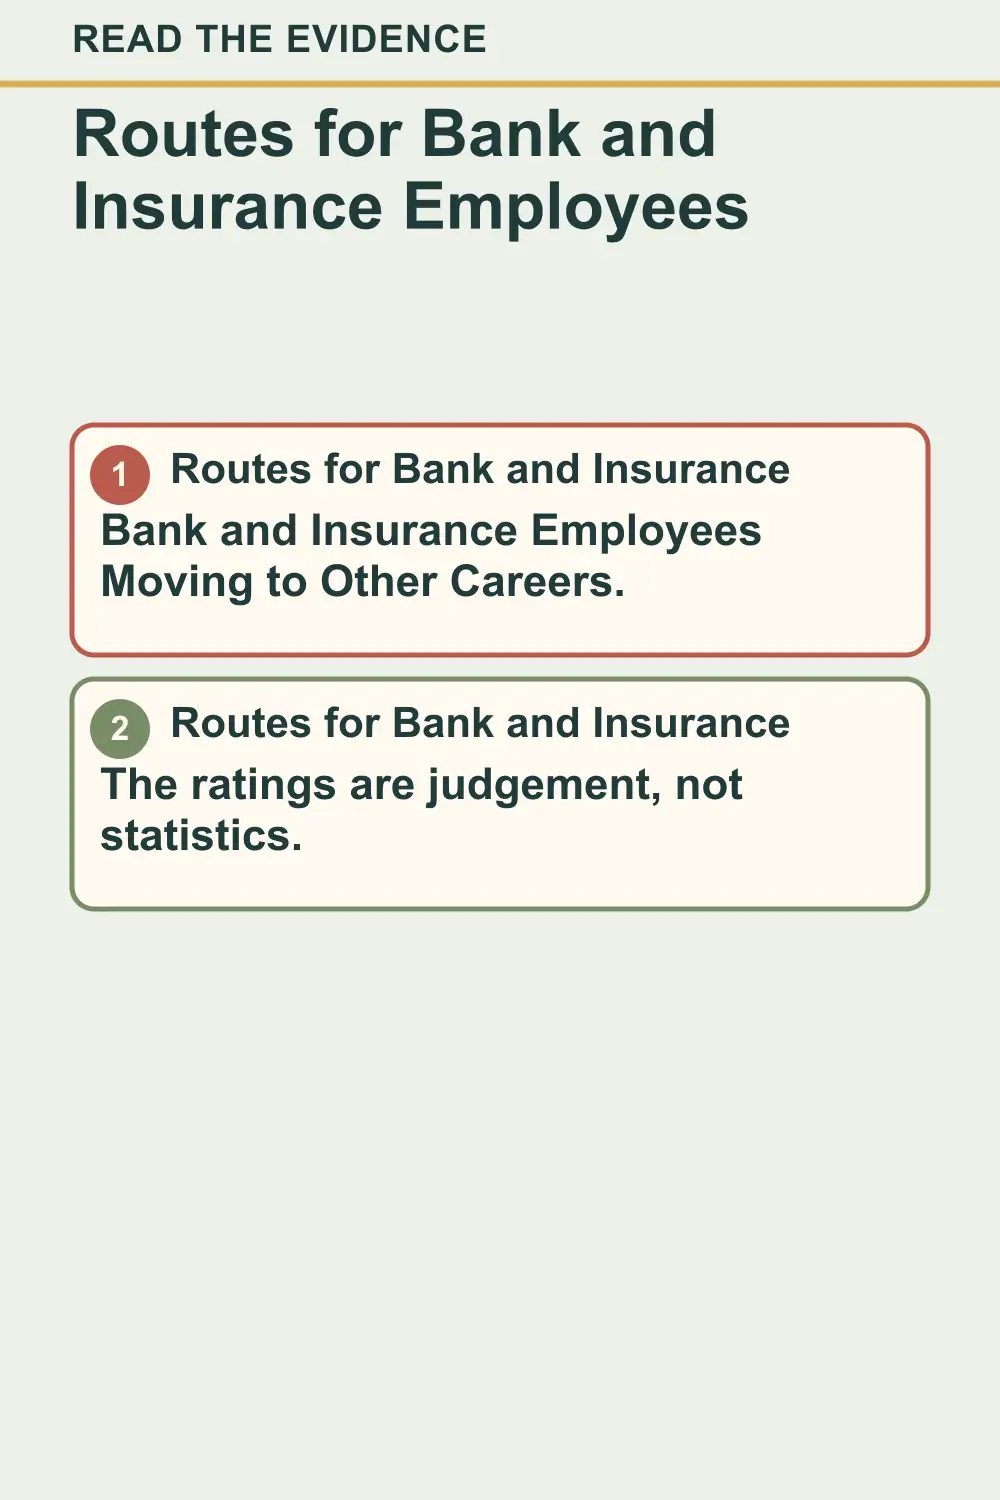 READ THE EVIDENCE
Routes for Bank and
Insurance Employees
1 Routes for Bank and Insurance
Bank and Insurance Employees
Moving to Other Careers.
2 Routes for Bank and Insurance
The ratings are judgement, not
statistics.